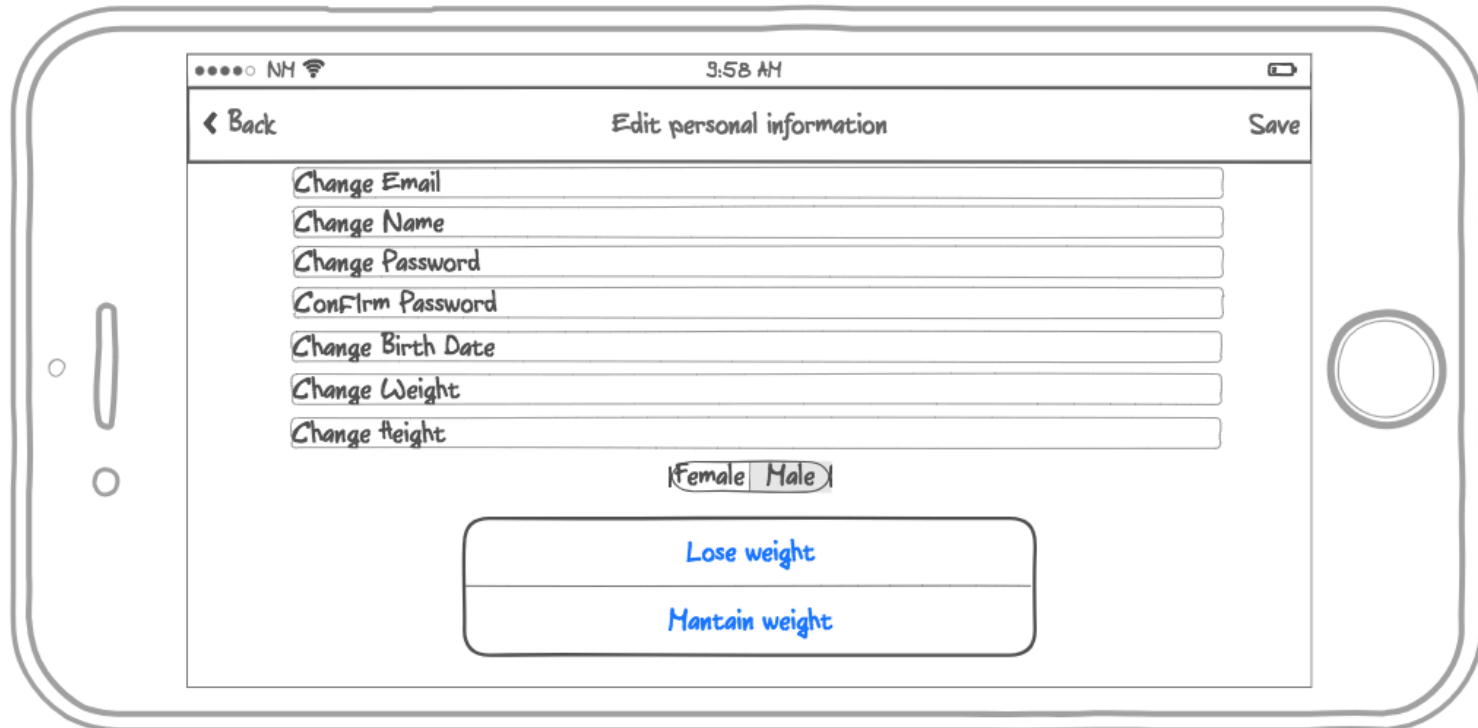 NM 9:58 AM
Back Edit personal information Save
Change Email
Change Name
Change Password
Confirm Password
Change Birth Date
Change Weight
Change Height
Female Male
Lose weight
Mantain weight